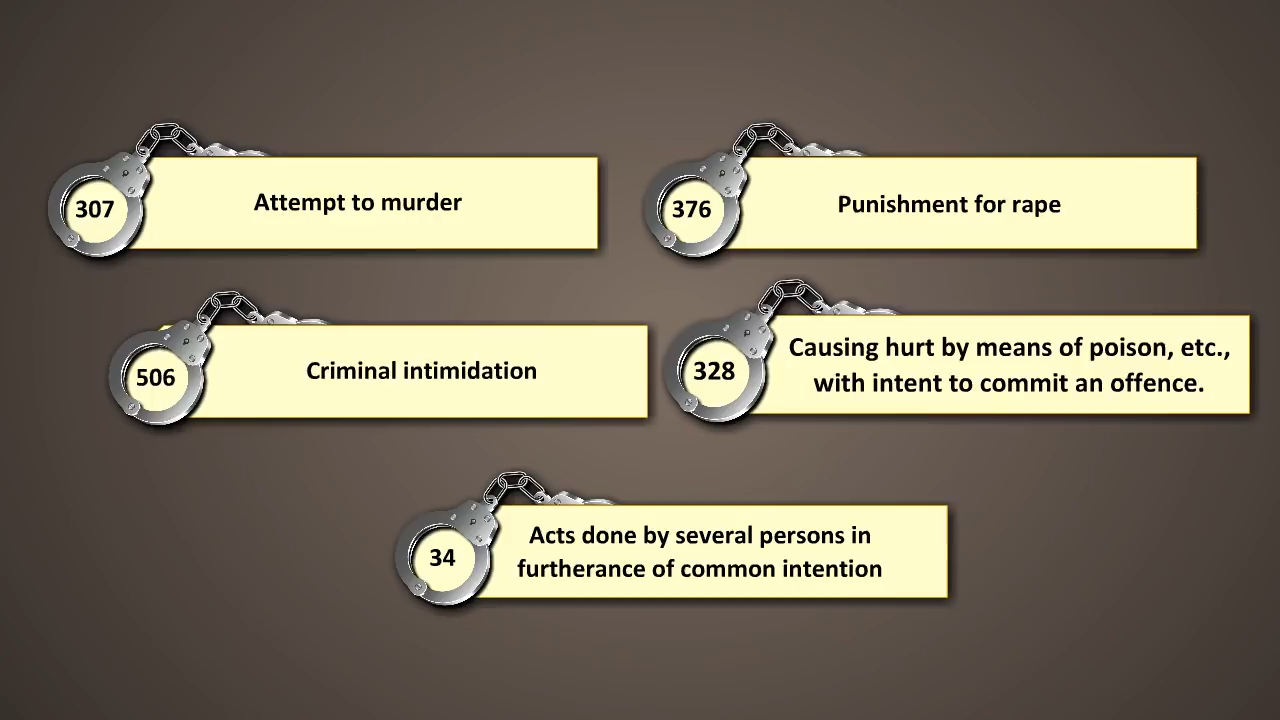 307
Attempt to murder
376
Punishment for rape
506
Criminal intimidation
328
Causing hurt by means of poison, etc.,
with intent to commit an offence.
34
Acts done by several persons in
furtherance of common intention